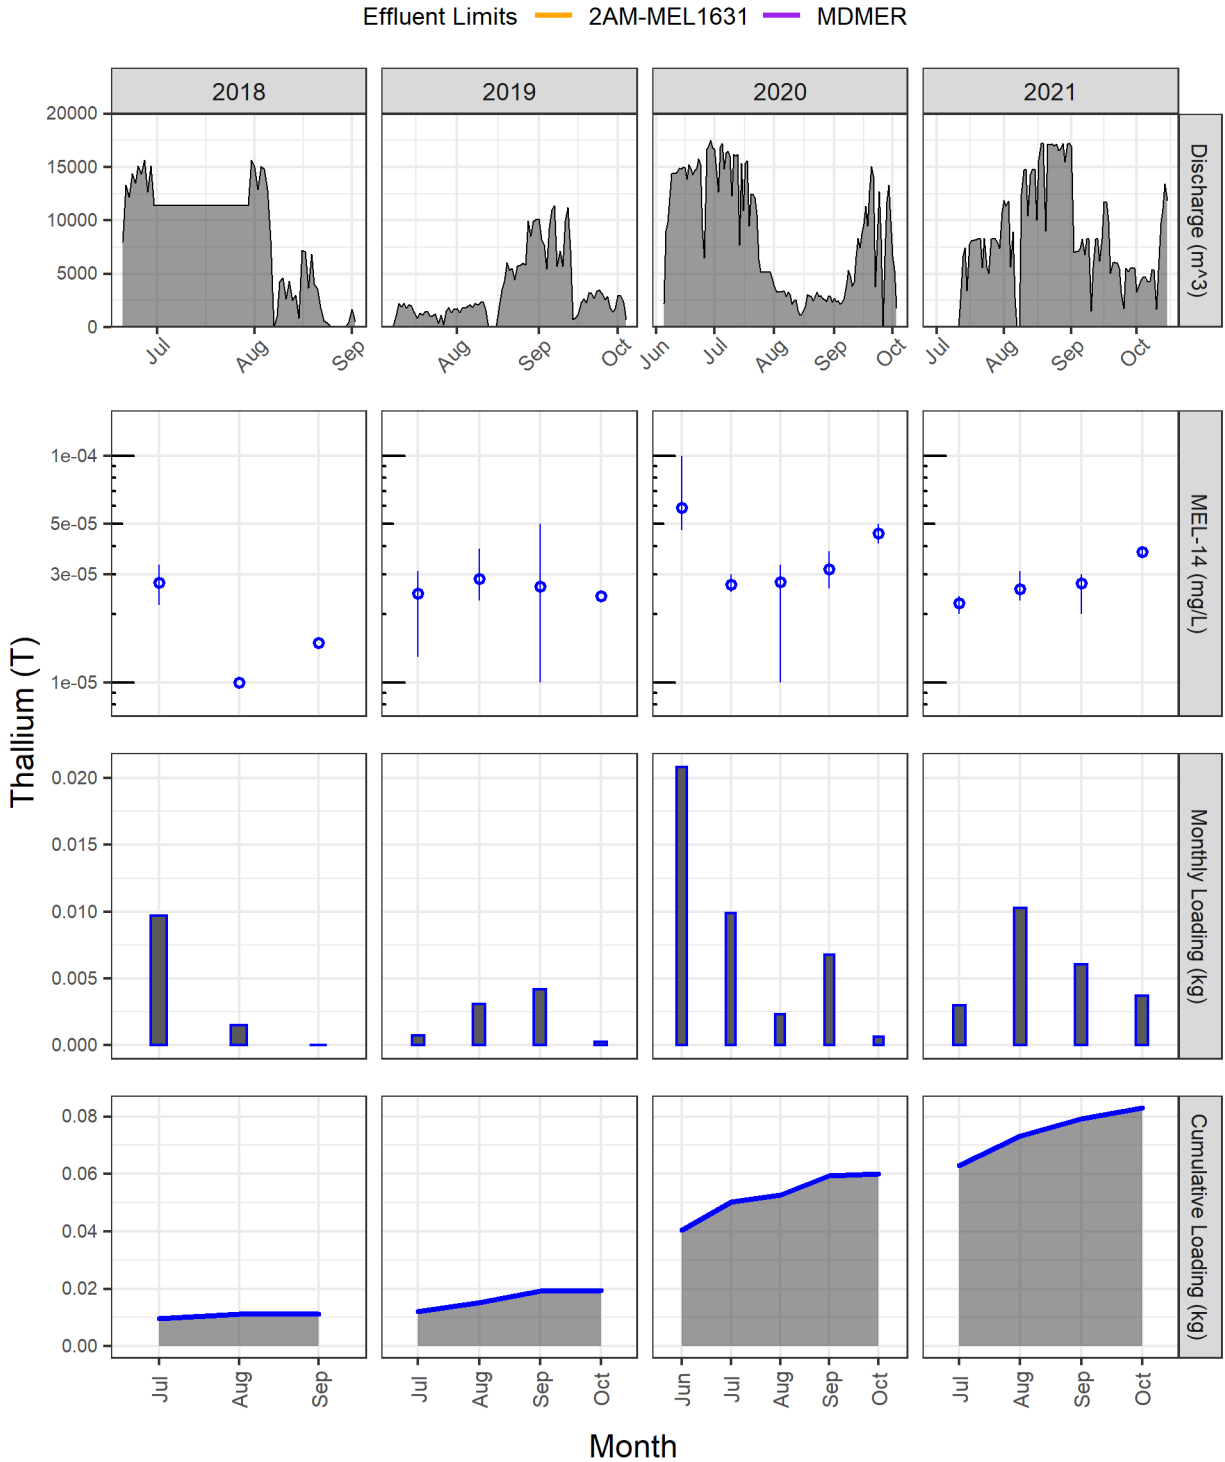 Effluent Limits 2AM-MEL1631 MDMER
2018 2019 2020 2021
20000
15000
10000
5000
0
Discharge (m^3)
Jul Aug Sep Aug Sep Oct Jun Jul Aug Sep Oct Jul Aug Sep Oct
1e-04
5e-05
3e-05
1e-05
MEL-14 (mg/L)
Thallium (T)
0.020
0.015
0.010
0.005
0.000
Monthly Loading (kg)
0.08
0.06
0.04
0.02
0.00
Cumulative Loading (kg)
Jul Aug Sep Jul Aug Sep Oct Jun Jul Aug Sep Oct Jul Aug Sep Oct
Month